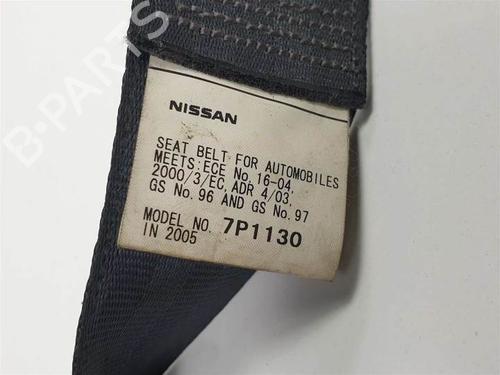 B-PARTS
NISSAN
SEAT BELT FOR AUTOMOBILES
MEETS:ECE No. 16-04,
2000/3/EC, ADR 4/03,
GS No. 96 AND GS No. 97
MODEL NO. 7P1130
IN 2005